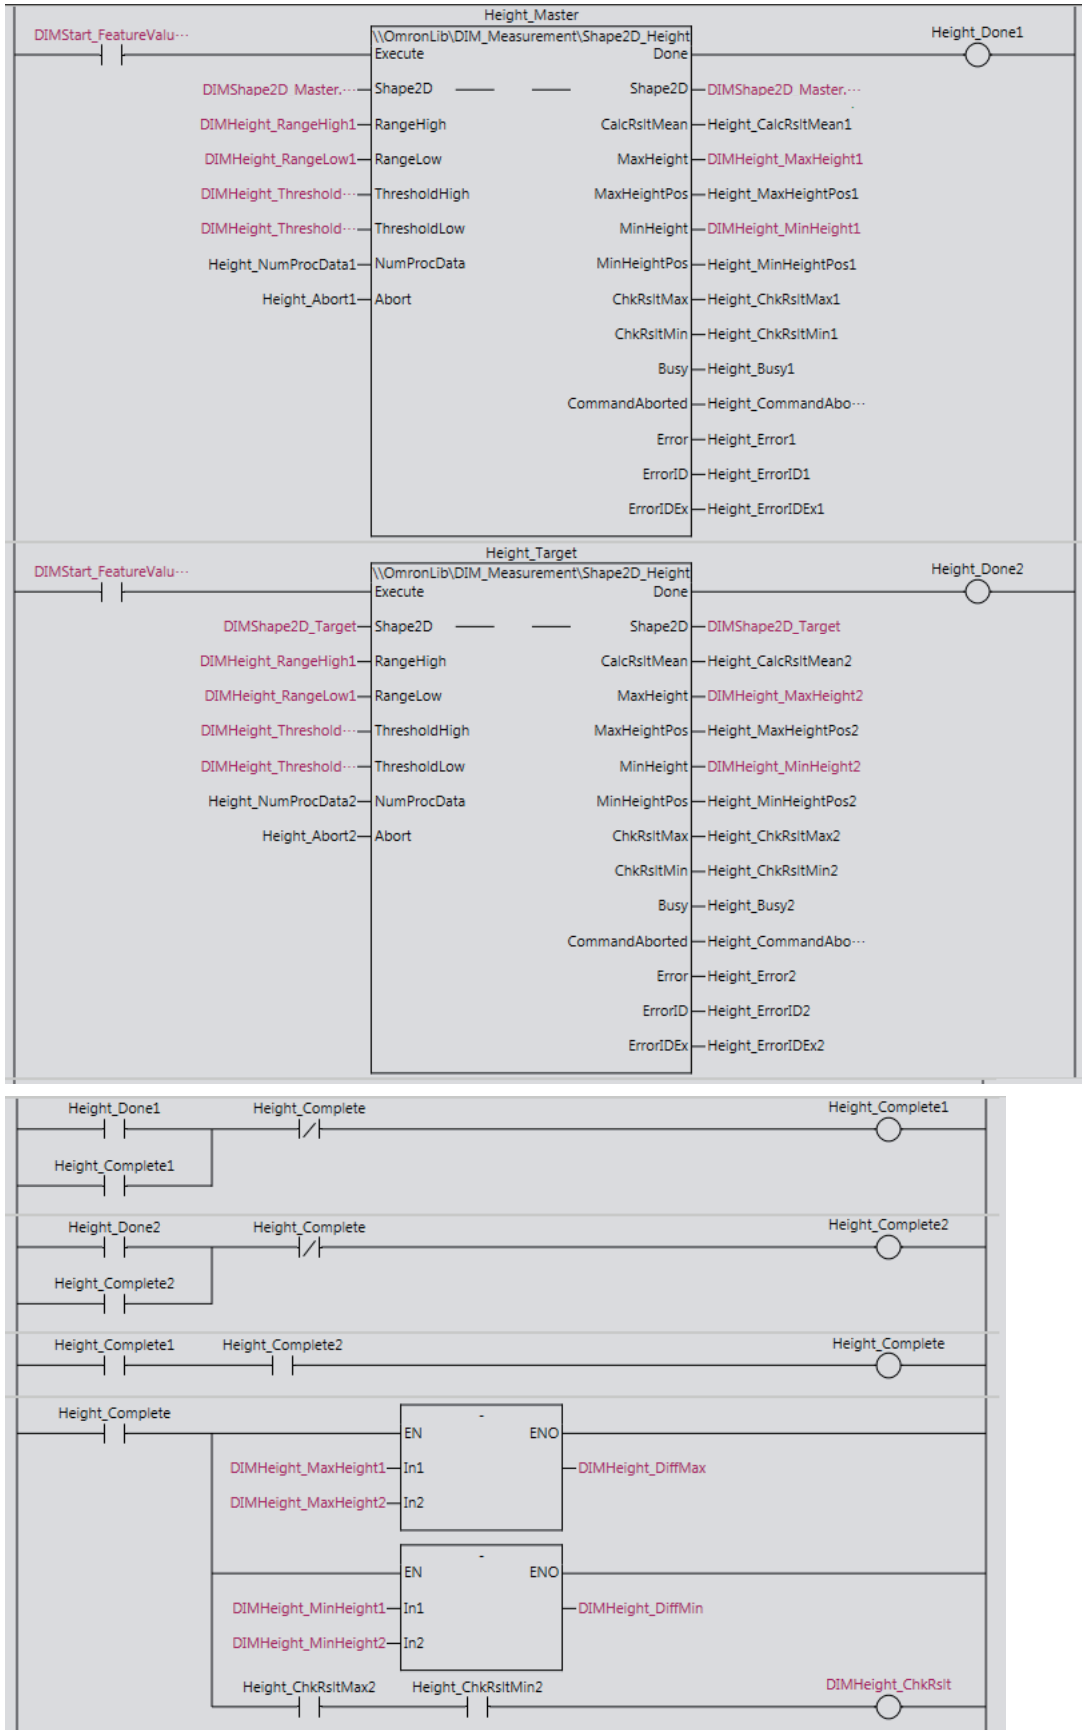 Height_Master
DIMStart_FeatureValu··· \\OmronLib\DIM_Measurement\Shape2D_Height Height_Done1
Execute Done
DIMShape2D_Master.··· Shape2D Shape2D DIMShape2D_Master.···
DIMHeight_RangeHigh1 RangeHigh CalcRsltMean Height_CalcRsltMean1
DIMHeight_RangeLow1 RangeLow MaxHeight DIMHeight_MaxHeight1
DIMHeight_Threshold··· ThresholdHigh MaxHeightPos Height_MaxHeightPos1
DIMHeight_Threshold··· ThresholdLow MinHeight DIMHeight_MinHeight1
Height_NumProcData1 NumProcData MinHeightPos Height_MinHeightPos1
Height_Abort1 Abort ChkRsltMax Height_ChkRsltMax1
ChkRsltMin Height_ChkRsltMin1
Busy Height_Busy1
CommandAborted Height_CommandAbo···
Error Height_Error1
ErrorID Height_ErrorID1
ErrorIDEx Height_ErrorIDEx1
Height_Target
DIMStart_FeatureValu··· \\OmronLib\DIM_Measurement\Shape2D_Height Height_Done2
Execute Done
DIMShape2D_Target Shape2D Shape2D DIMShape2D_Target
DIMHeight_RangeHigh1 RangeHigh CalcRsltMean Height_CalcRsltMean2
DIMHeight_RangeLow1 RangeLow MaxHeight DIMHeight_MaxHeight2
DIMHeight_Threshold··· ThresholdHigh MaxHeightPos Height_MaxHeightPos2
DIMHeight_Threshold··· ThresholdLow MinHeight DIMHeight_MinHeight2
Height_NumProcData2 NumProcData MinHeightPos Height_MinHeightPos2
Height_Abort2 Abort ChkRsltMax Height_ChkRsltMax2
ChkRsltMin Height_ChkRsltMin2
Busy Height_Busy2
CommandAborted Height_CommandAbo···
Error Height_Error2
ErrorID Height_ErrorID2
ErrorIDEx Height_ErrorIDEx2
Height_Done1 Height_Complete Height_Complete1
Height_Complete1
Height_Done2 Height_Complete Height_Complete2
Height_Complete2
Height_Complete1 Height_Complete2 Height_Complete
Height_Complete -
EN ENO
DIMHeight_MaxHeight1 In1 DIMHeight_DiffMax
DIMHeight_MaxHeight2 In2
-
EN ENO
DIMHeight_MinHeight1 In1 DIMHeight_DiffMin
DIMHeight_MinHeight2 In2
Height_ChkRsltMax2 Height_ChkRsltMin2 DIMHeight_ChkRslt